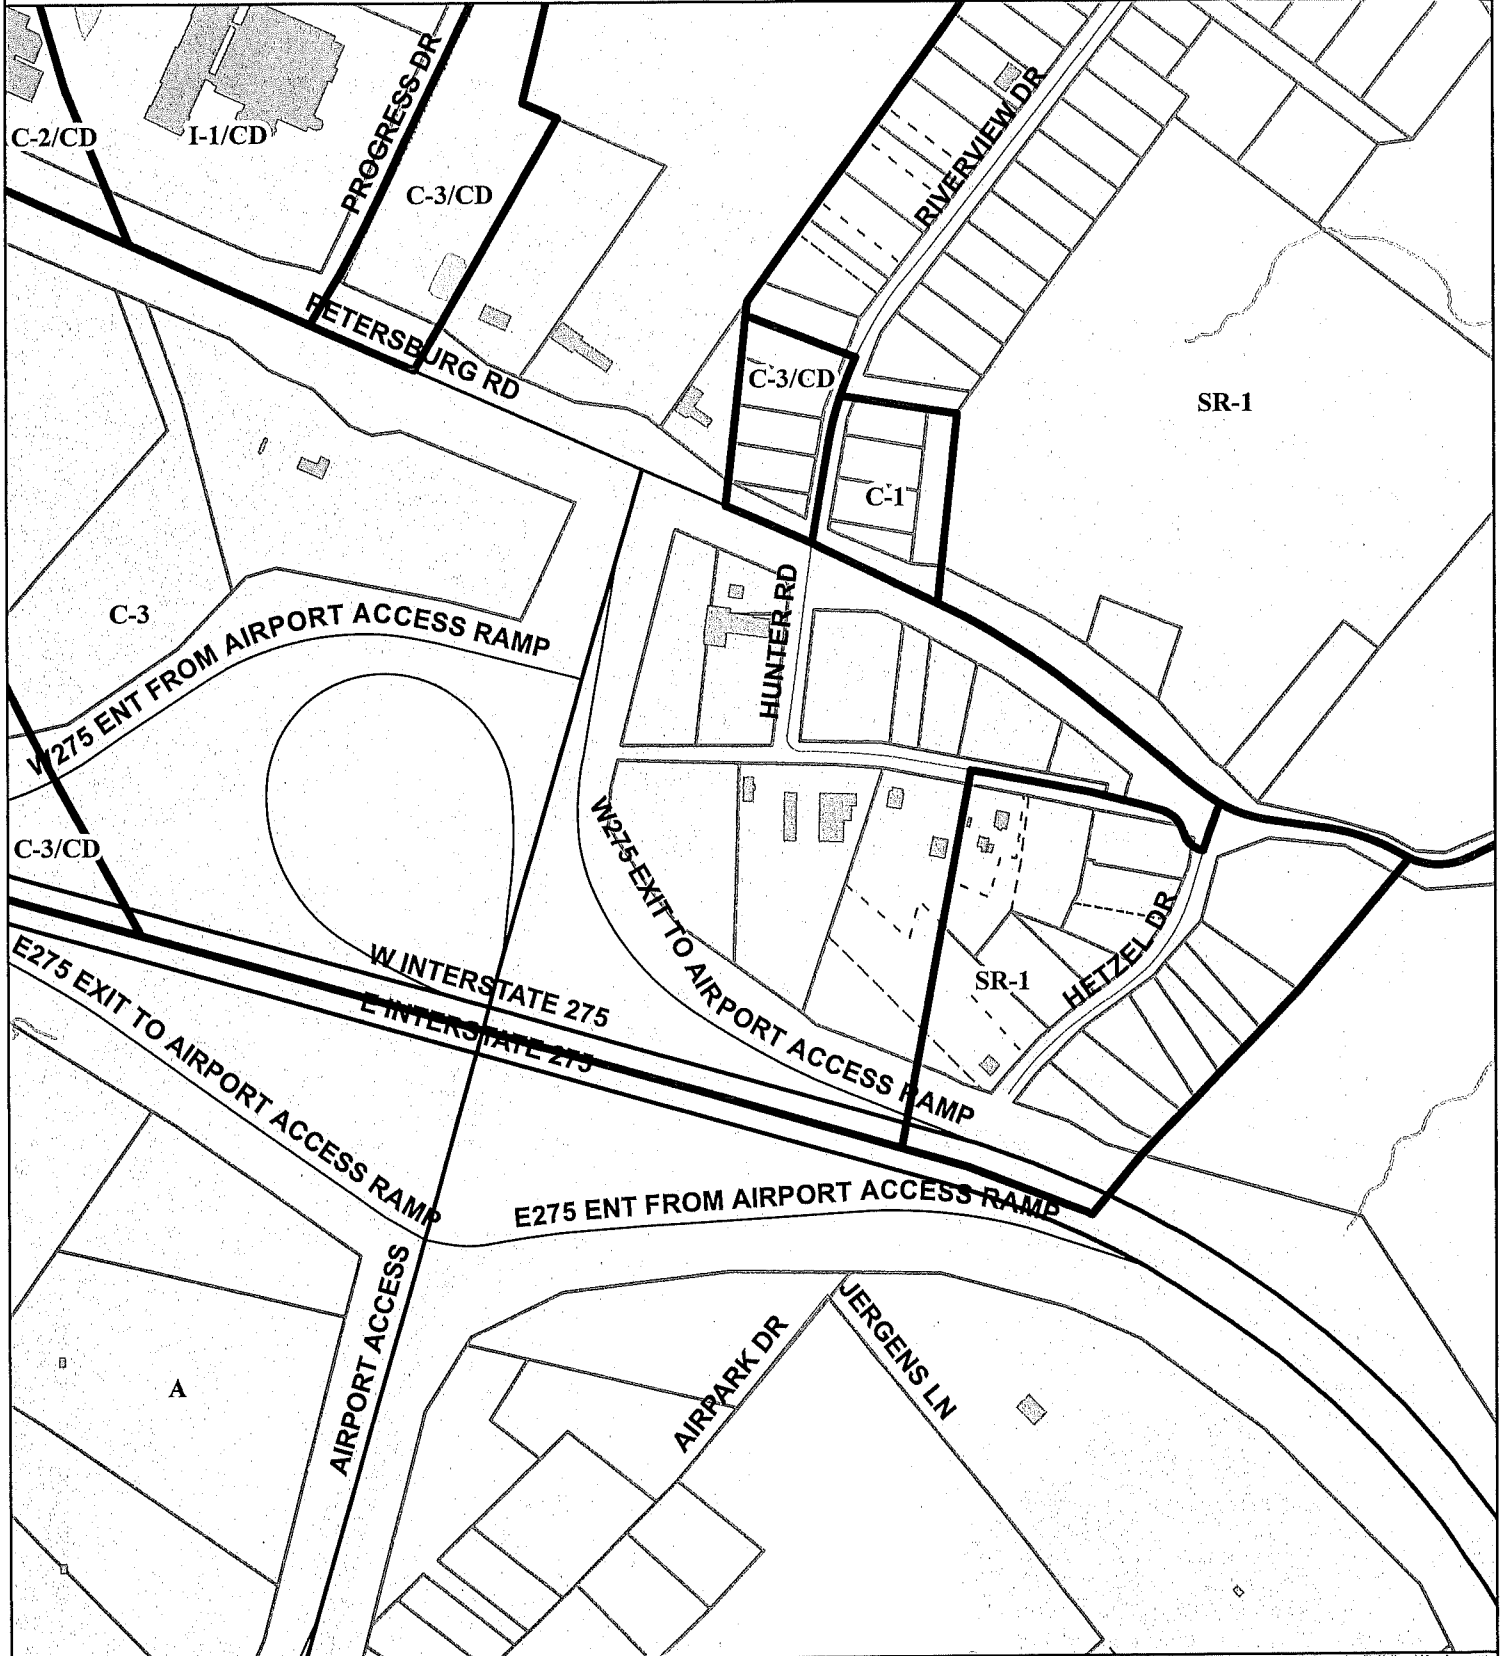 C-2/CD
I-1/CD
PROGRESS DR
C-3/CD
RIVERVIEW DR
PETERSBURG RD
C-3/CD
SR-1
C-1
C-3
HUNTER RD
W275 ENT FROM AIRPORT ACCESS RAMP
C-3/CD
W275 EXIT TO AIRPORT ACCESS RAMP
HETZEL DR
SR-1
W INTERSTATE 275
E INTERSTATE 275
E275 EXIT TO AIRPORT ACCESS RAMP
E275 ENT FROM AIRPORT ACCESS RAMP
AIRPORT ACCESS
AIRPARK DR
JERGENS LN
A